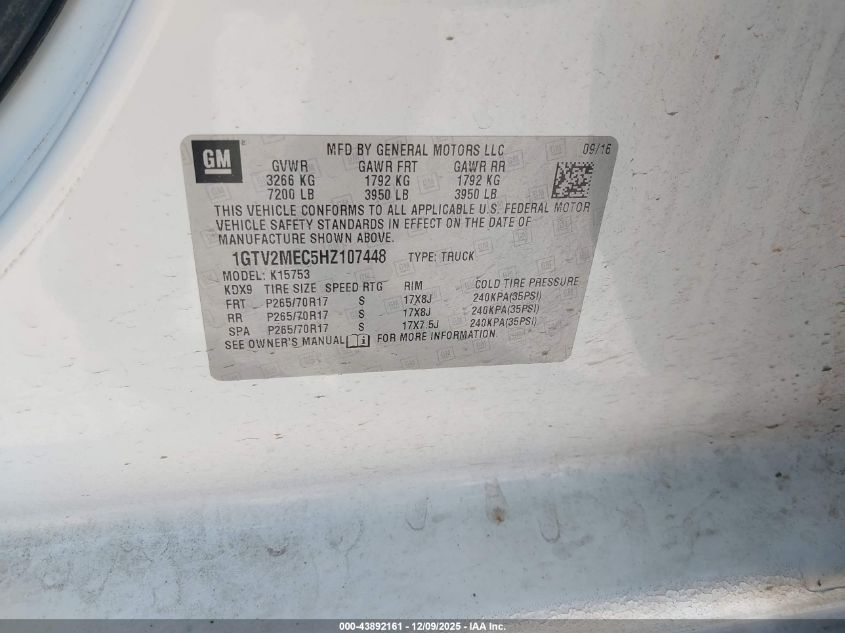 GM
MFD BY GENERAL MOTORS LLC 09/16
GVWR GAWR FRT GAWR RR
3266 KG 1792 KG 1792 KG
7200 LB 3950 LB 3950 LB
THIS VEHICLE CONFORMS TO ALL APPLICABLE U.S. FEDERAL MOTOR
VEHICLE SAFETY STANDARDS IN EFFECT ON THE DATE OF
MANUFACTURE SHOWN ABOVE.
1GTV2MEC5HZ107448 TYPE: TRUCK
MODEL: K15753
KDX9 TIRE SIZE SPEED RTG RIM COLD TIRE PRESSURE
FRT P265/70R17 S 17X8J 240KPA(35PSI)
RR P265/70R17 S 17X8J 240KPA(35PSI)
SPA P265/70R17 S 17X7.5J 240KPA(35PSI)
SEE OWNER'S MANUAL i FOR MORE INFORMATION.
000-43892161 - 12/09/2025 - IAA Inc.